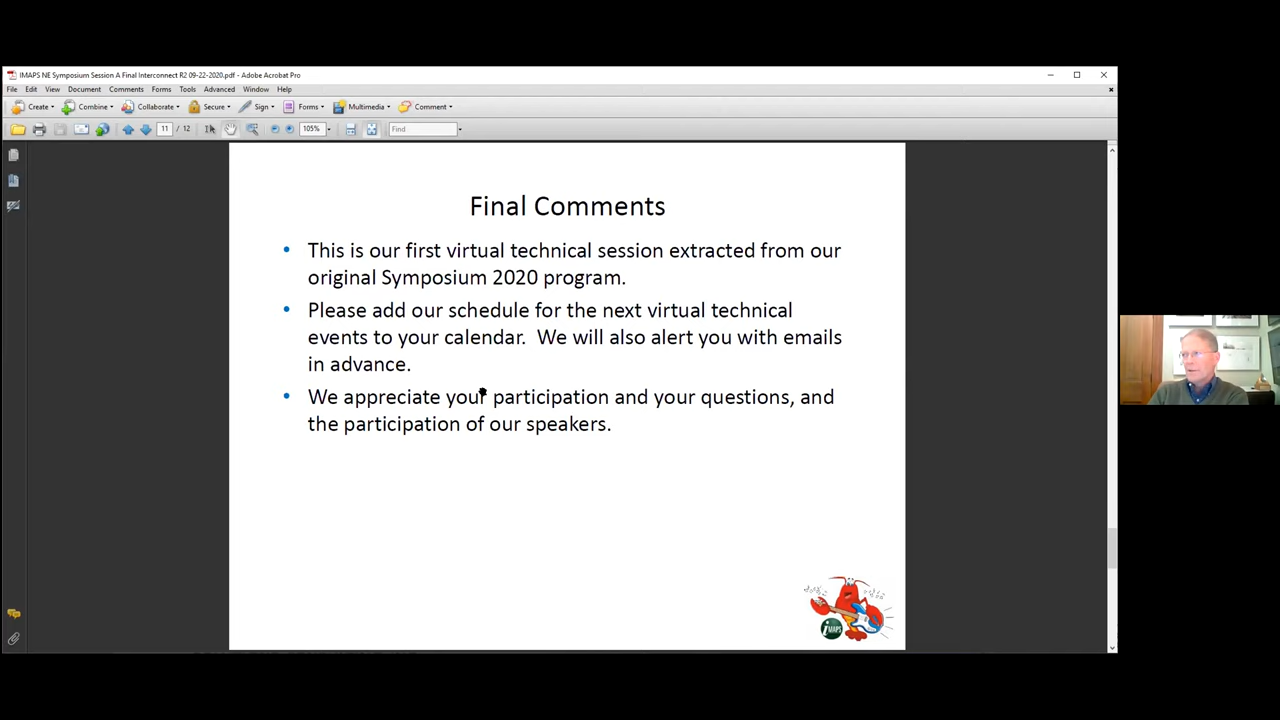 IMAPS NE Symposium Session A Final Interconnect R2 09-22-2020.pdf - Adobe Acrobat Pro
File Edit View Document Comments Forms Tools Advanced Window Help
Create Combine Collaborate Secure Sign Forms Multimedia Comment
11 / 12 105% Find
Final Comments
• This is our first virtual technical session extracted from our
original Symposium 2020 program.
• Please add our schedule for the next virtual technical
events to your calendar. We will also alert you with emails
in advance.
• We appreciate your participation and your questions, and
the participation of our speakers.
iMAPS